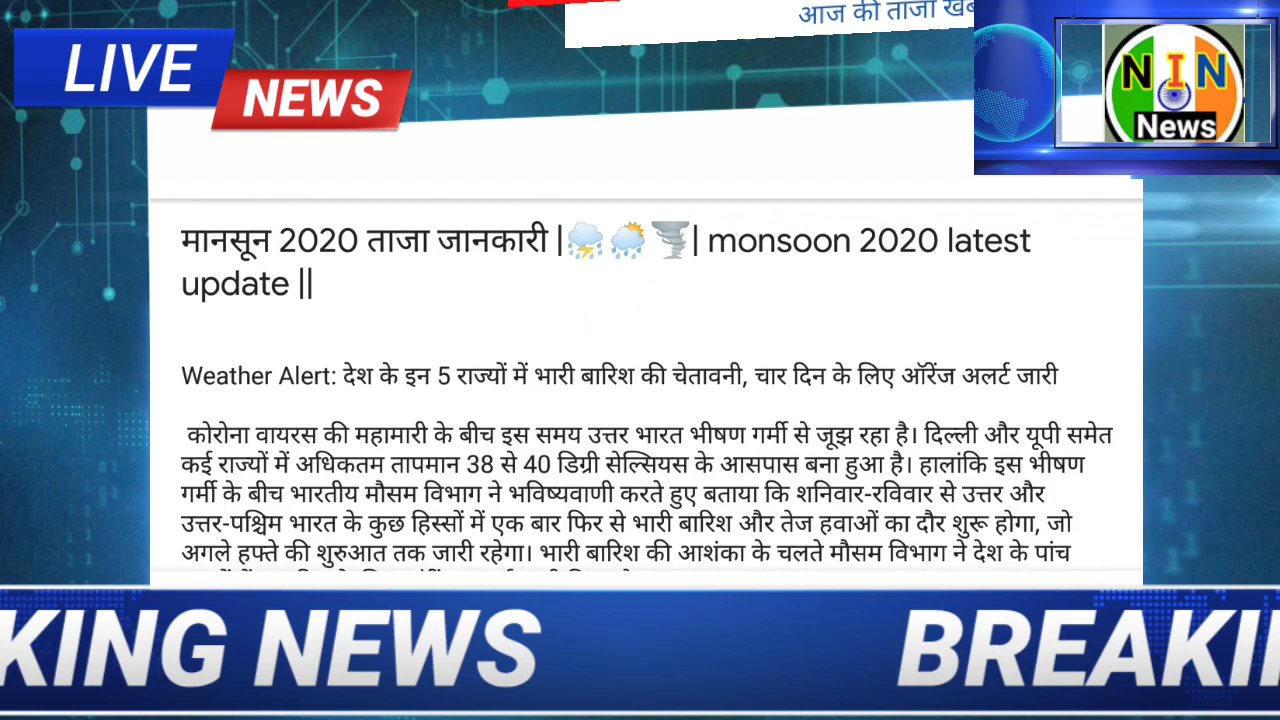 आज की ताजा
LIVE
NEWS
NIN
News
मानसून 2020 ताजा जानकारी |⛈️🌦️🌪️| monsoon 2020 latest
update ||
Weather Alert: देश के इन 5 राज्यों में भारी बारिश की चेतावनी, चार दिन के लिए ऑरेंज अलर्ट जारी
कोरोना वायरस की महामारी के बीच इस समय उत्तर भारत भीषण गर्मी से जूझ रहा है। दिल्ली और यूपी समेत
कई राज्यों में अधिकतम तापमान 38 से 40 डिग्री सेल्सियस के आसपास बना हुआ है। हालांकि इस भीषण
गर्मी के बीच भारतीय मौसम विभाग ने भविष्यवाणी करते हुए बताया कि शनिवार-रविवार से उत्तर और
उत्तर-पश्चिम भारत के कुछ हिस्सों में एक बार फिर से भारी बारिश और तेज हवाओं का दौर शुरू होगा, जो
अगले हफ्ते की शुरुआत तक जारी रहेगा। भारी बारिश की आशंका के चलते मौसम विभाग ने देश के पांच
KING NEWS BREAKI